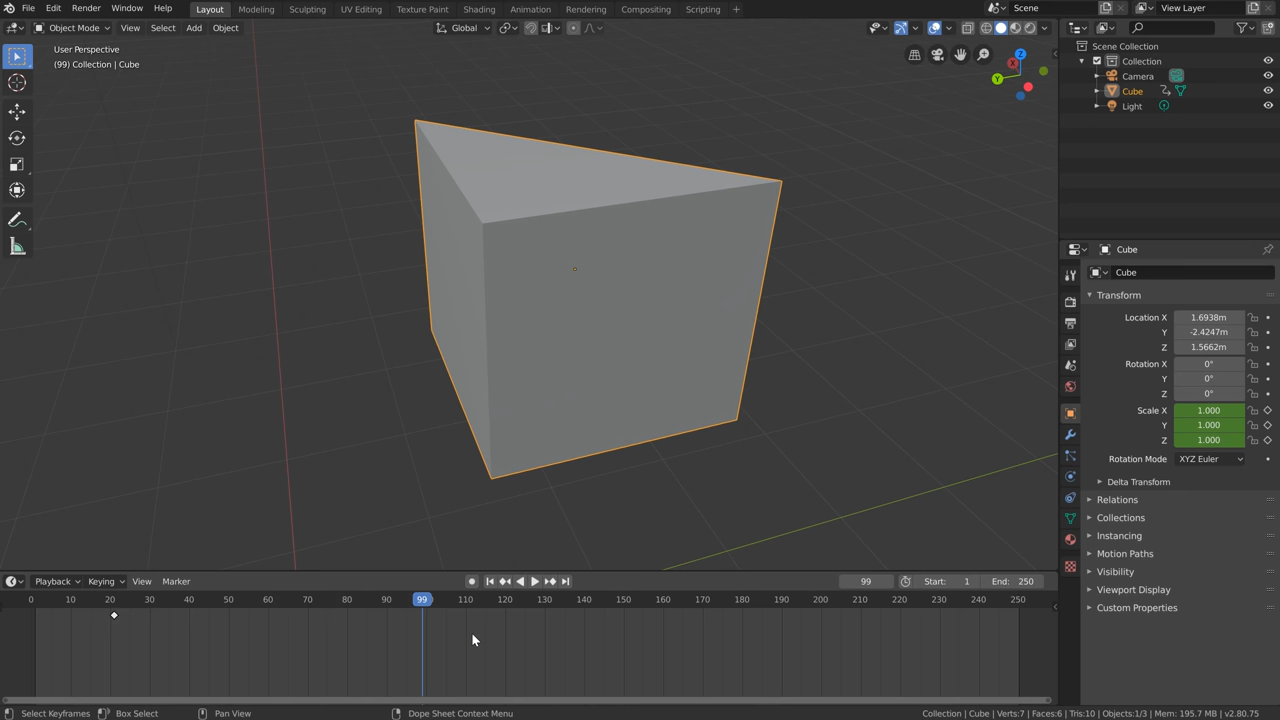 File Edit Render Window Help Layout Modeling Sculpting UV Editing Texture Paint Shading Animation Rendering Compositing Scripting + Scene View Layer
Object Mode View Select Add Object Global
User Perspective
(99) Collection | Cube
Z
X
Y
Scene Collection
Collection
Camera
Cube
Light
Cube
Cube
Transform
Location X 1.6938m
Y -2.4247m
Z 1.5662m
Rotation X 0°
Y 0°
Z 0°
Scale X 1.000
Y 1.000
Z 1.000
Rotation Mode XYZ Euler
Delta Transform
Relations
Collections
Instancing
Motion Paths
Visibility
Viewport Display
Custom Properties
Playback Keying View Marker 99 Start: 1 End: 250
0 10 20 30 40 50 60 70 80 90 99 110 120 130 140 150 160 170 180 190 200 210 220 230 240 250
Select Keyframes Box Select Pan View Dope Sheet Context Menu Collection | Cube | Verts:7 | Faces:6 | Tris:10 | Objects:1/3 | Mem: 195.7 MB | v2.80.75